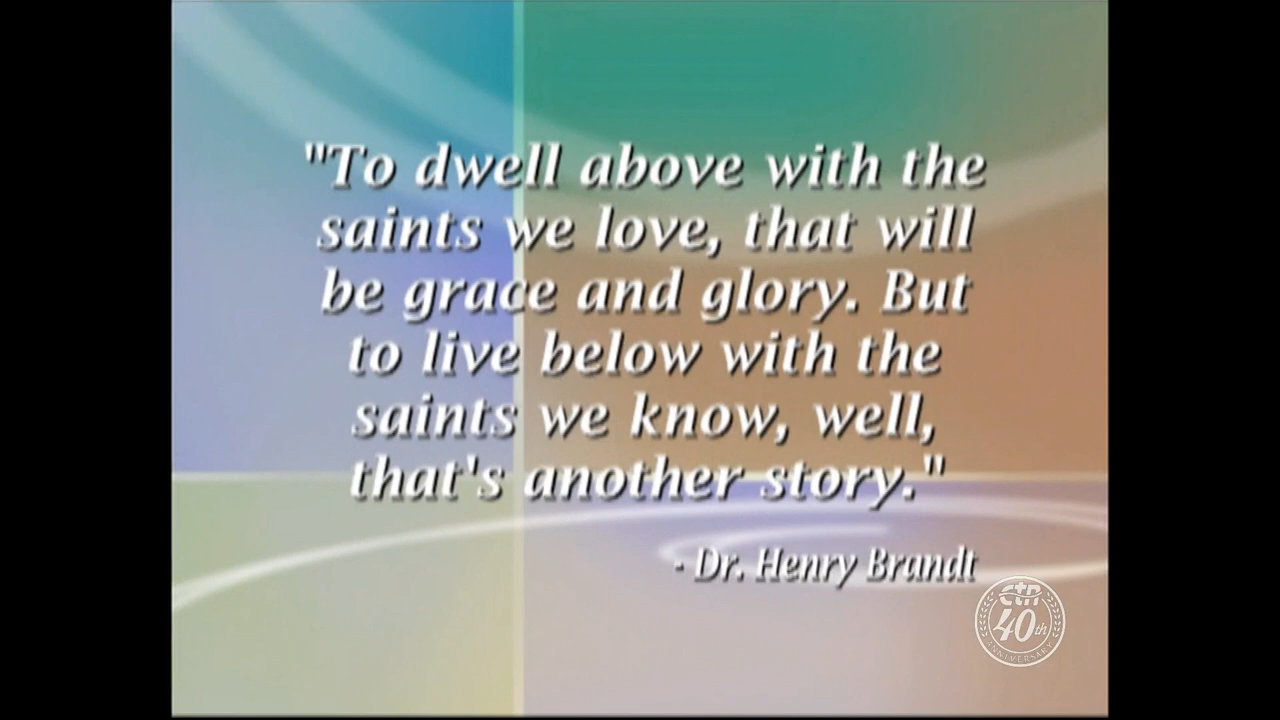 "To dwell above with the
saints we love, that will
be grace and glory. But
to live below with the
saints we know, well,
that's another story."
- Dr. Henry Brandt
ctn
40th
ANNIVERSARY